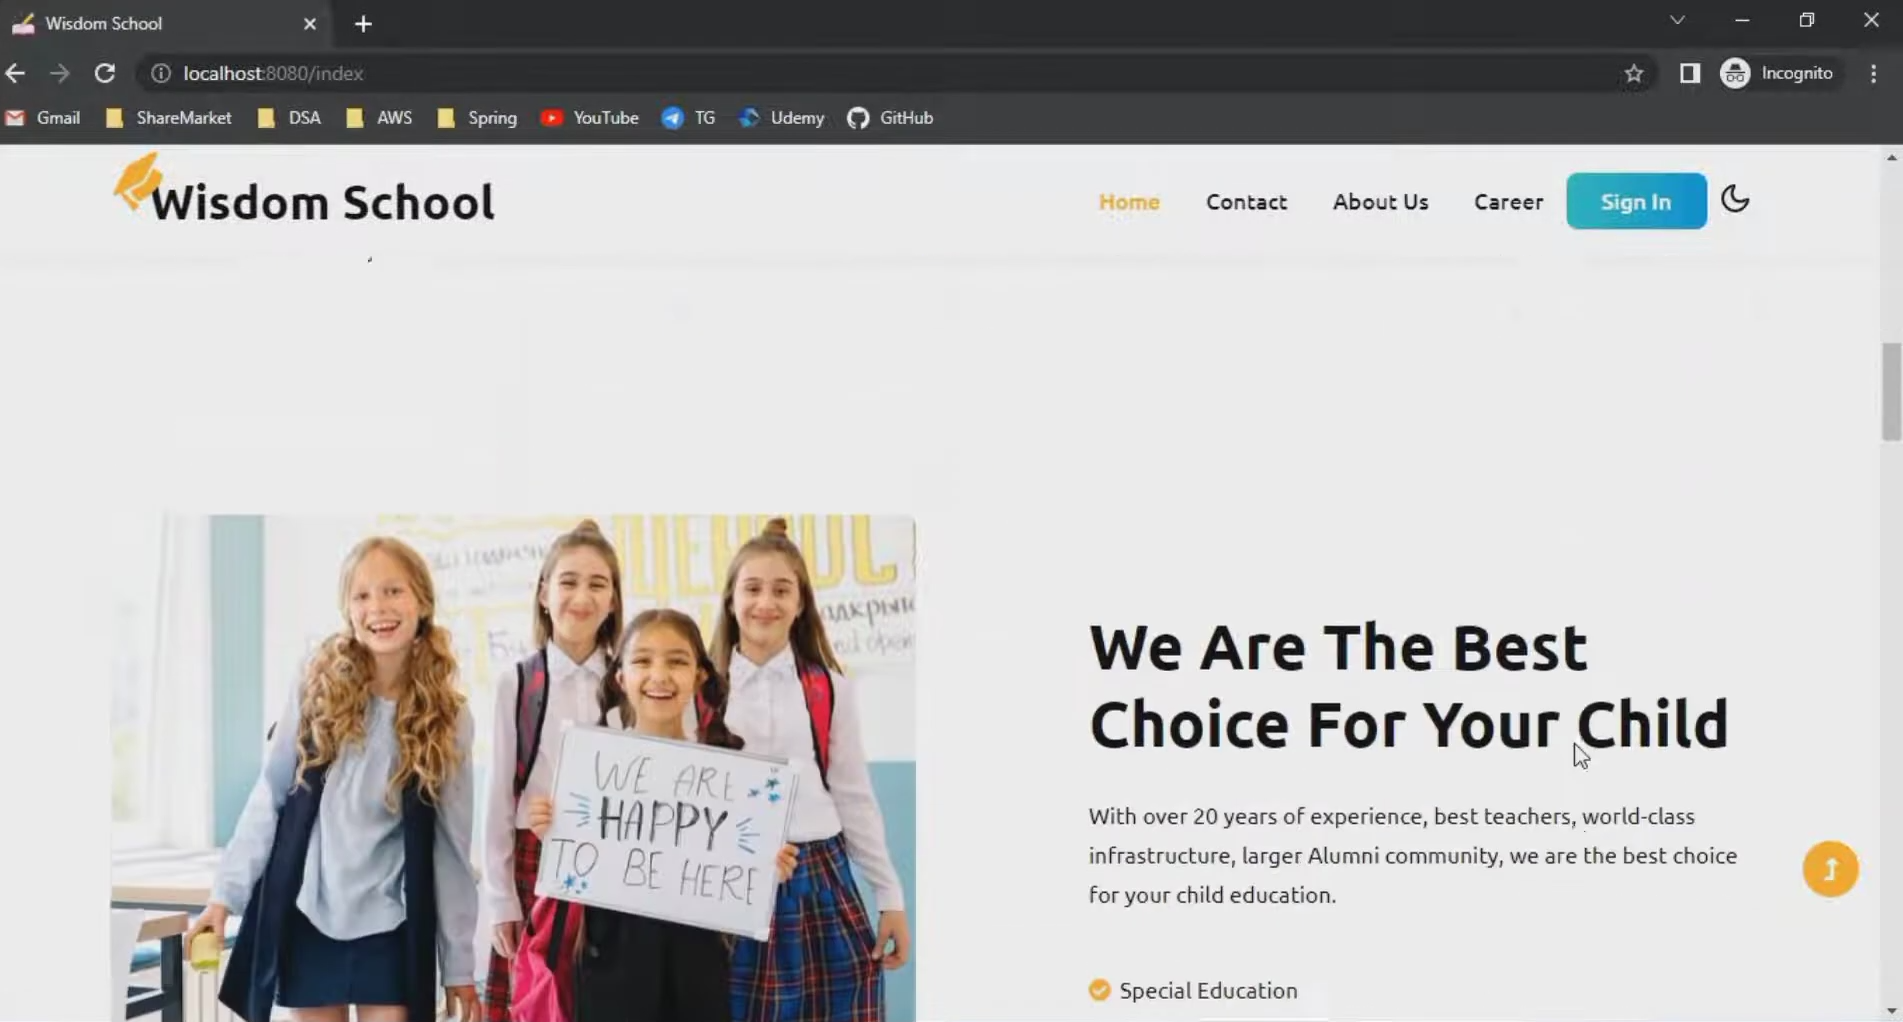 Wisdom School
localhost:8080/index
Incognito
Gmail ShareMarket DSA AWS Spring YouTube TG Udemy GitHub
Wisdom School
Home Contact About Us Career Sign In
WE ARE
HAPPY
TO BE HERE
We Are The Best
Choice For Your Child
With over 20 years of experience, best teachers, world-class
infrastructure, larger Alumni community, we are the best choice
for your child education.
Special Education